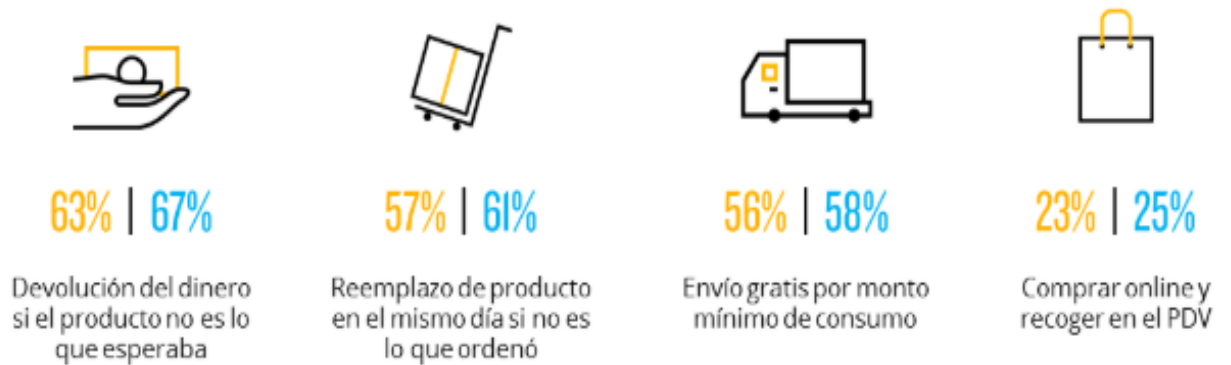 63% | 67%
Devolución del dinero
si el producto no es lo
que esperaba
57% | 61%
Reemplazo de producto
en el mismo día si no es
lo que ordenó
56% | 58%
Envío gratis por monto
mínimo de consumo
23% | 25%
Comprar online y
recoger en el PDV